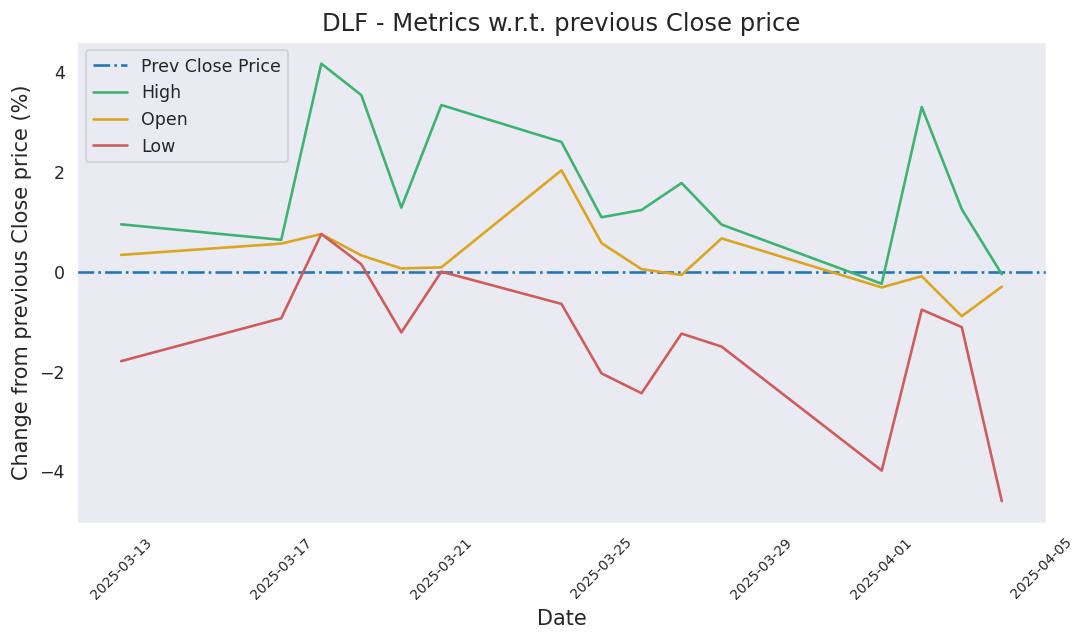 DLF - Metrics w.r.t. previous Close price
Prev Close Price
High
Open
Low
Change from previous Close price (%)
4
2
0
−2
−4
2025-03-13
2025-03-17
2025-03-21
2025-03-25
2025-03-29
2025-04-01
2025-04-05
Date